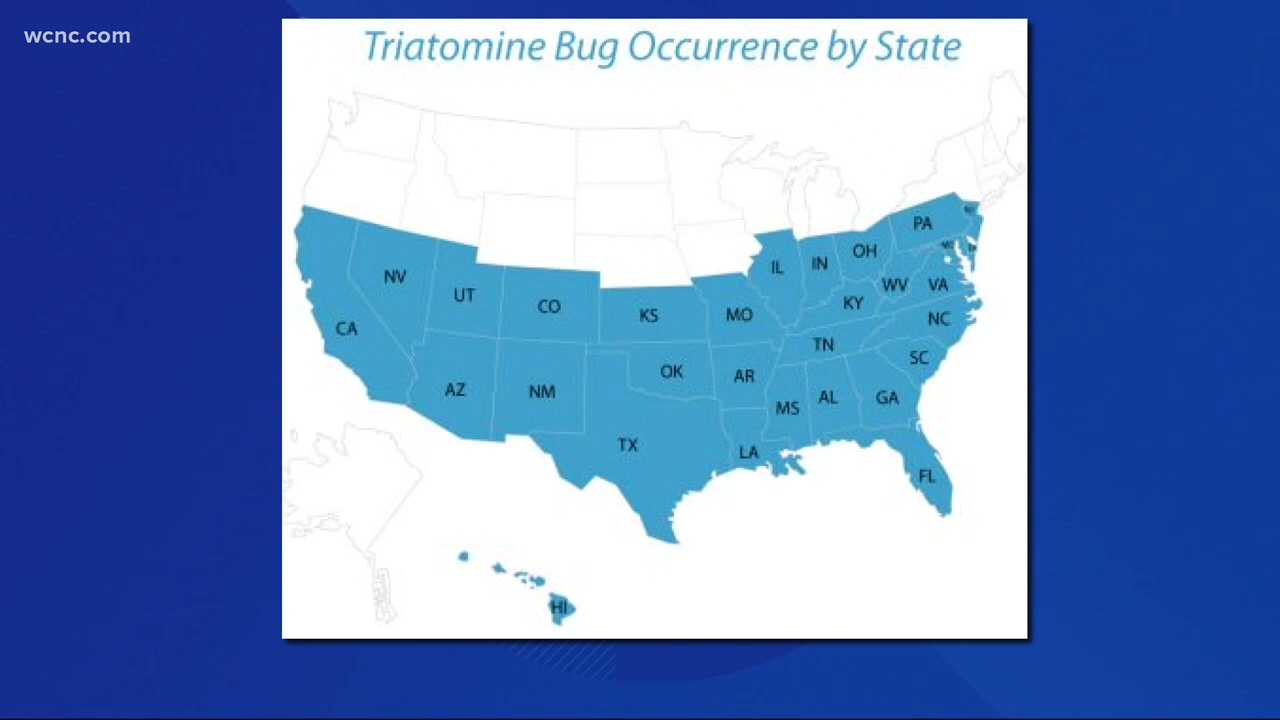 wcnc.com
Triatomine Bug Occurrence by State
PA
OH
IL
IN
WV
VA
NV
UT
CO
KS
MO
KY
NC
CA
TN
SC
OK
AR
AZ
NM
MS
AL
GA
TX
LA
FL
HI